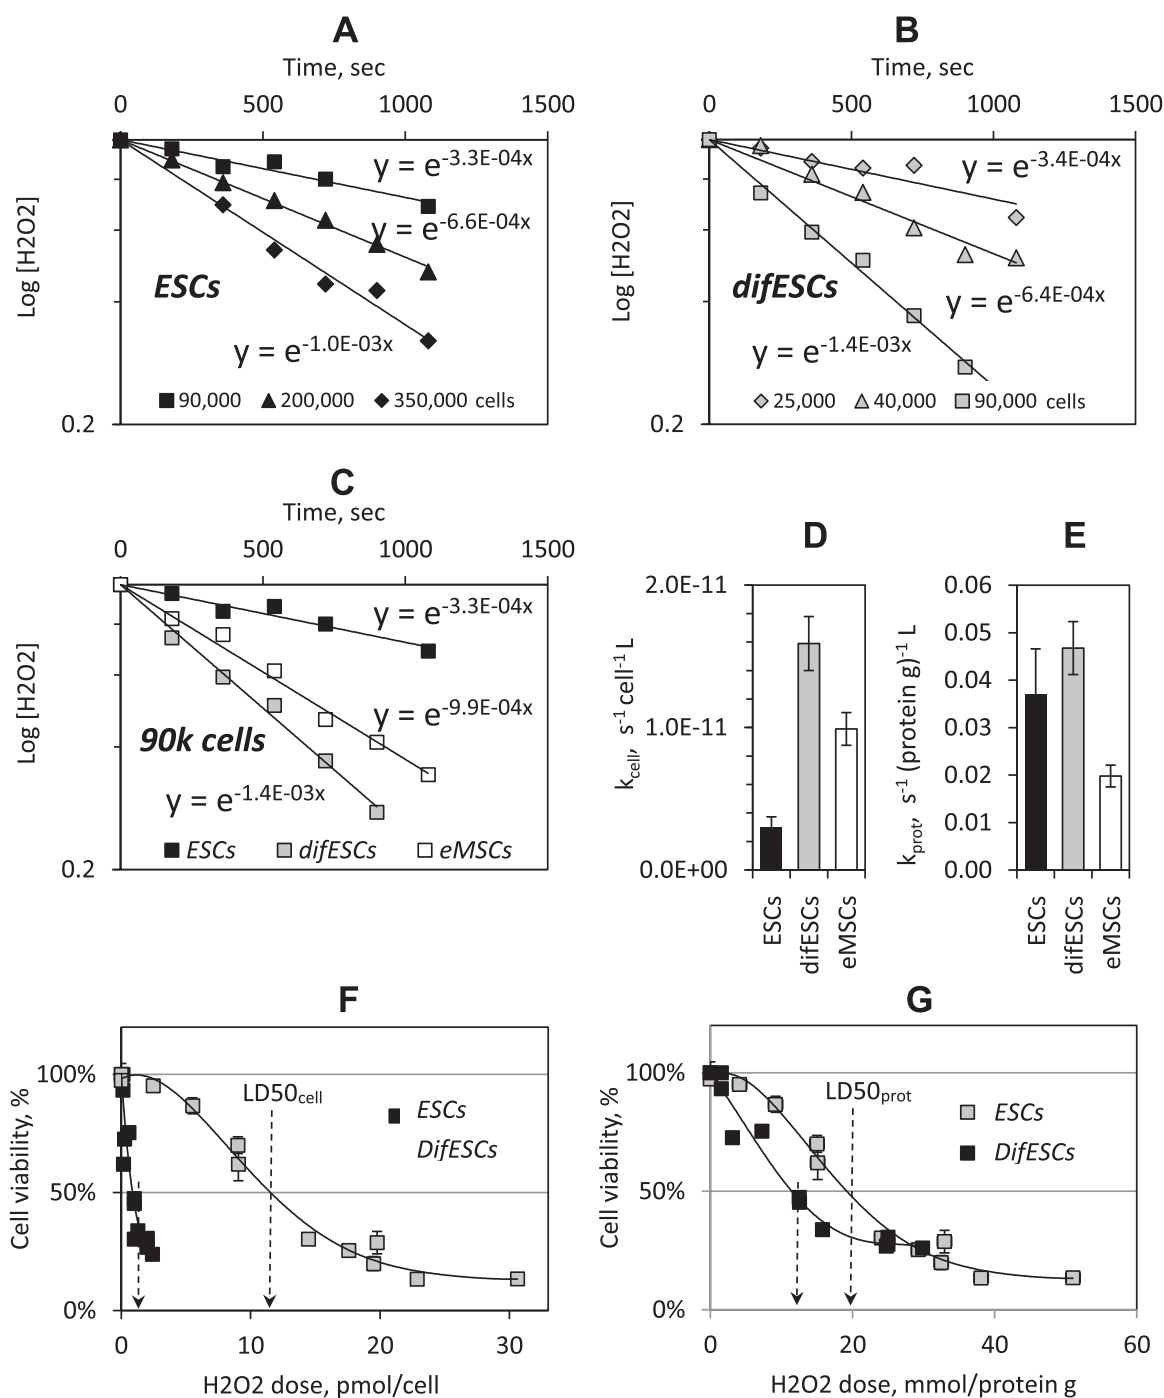 A
Time, sec
0 500 1000 1500
Log [H2O2]
y = e^-3.3E-04x
y = e^-6.6E-04x
ESCs
y = e^-1.0E-03x
90,000 200,000 350,000 cells
0.2
B
Time, sec
0 500 1000 1500
Log [H2O2]
y = e^-3.4E-04x
difESCs
y = e^-6.4E-04x
y = e^-1.4E-03x
25,000 40,000 90,000 cells
0.2
C
Time, sec
0 500 1000 1500
Log [H2O2]
y = e^-3.3E-04x
y = e^-9.9E-04x
90k cells
y = e^-1.4E-03x
ESCs difESCs eMSCs
0.2
D
k_cell, s^-1 cell^-1 L
2.0E-11
1.0E-11
0.0E+00
ESCs
difESCs
eMSCs
E
k_prot, s^-1 (protein g)^-1 L
0.06
0.05
0.04
0.03
0.02
0.01
0.00
ESCs
difESCs
eMSCs
F
Cell viability, %
100%
50%
0%
LD50_cell
ESCs
DifESCs
0 10 20 30
H2O2 dose, pmol/cell
G
Cell viability, %
100%
50%
0%
LD50_prot
ESCs
DifESCs
0 20 40 60
H2O2 dose, mmol/protein g